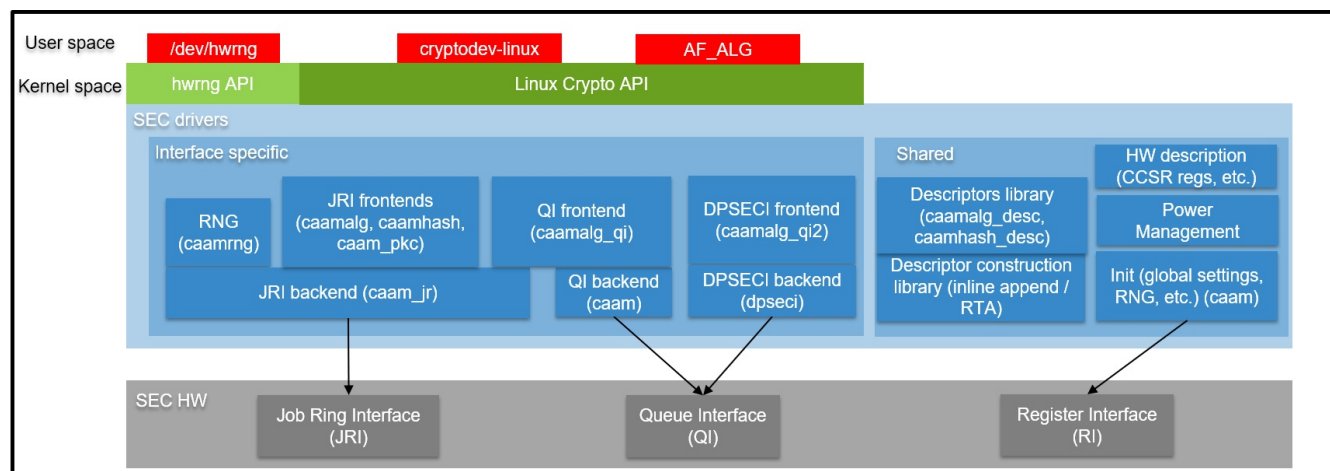 User space
/dev/hwrng
cryptodev-linux
AF_ALG
Kernel space
hwrng API
Linux Crypto API
SEC drivers
Interface specific
RNG
(caamrng)
JRI frontends
(caamalg, caamhash,
caam_pkc)
QI frontend
(caamalg_qi)
DPSECI frontend
(caamalg_qi2)
JRI backend (caam_jr)
QI backend
(caam)
DPSECI backend
(dpseci)
Shared
Descriptors library
(caamalg_desc,
caamhash_desc)
Descriptor construction
library (inline append /
RTA)
HW description
(CCSR regs, etc.)
Power
Management
Init (global settings,
RNG, etc.) (caam)
SEC HW
Job Ring Interface
(JRI)
Queue Interface
(QI)
Register Interface
(RI)